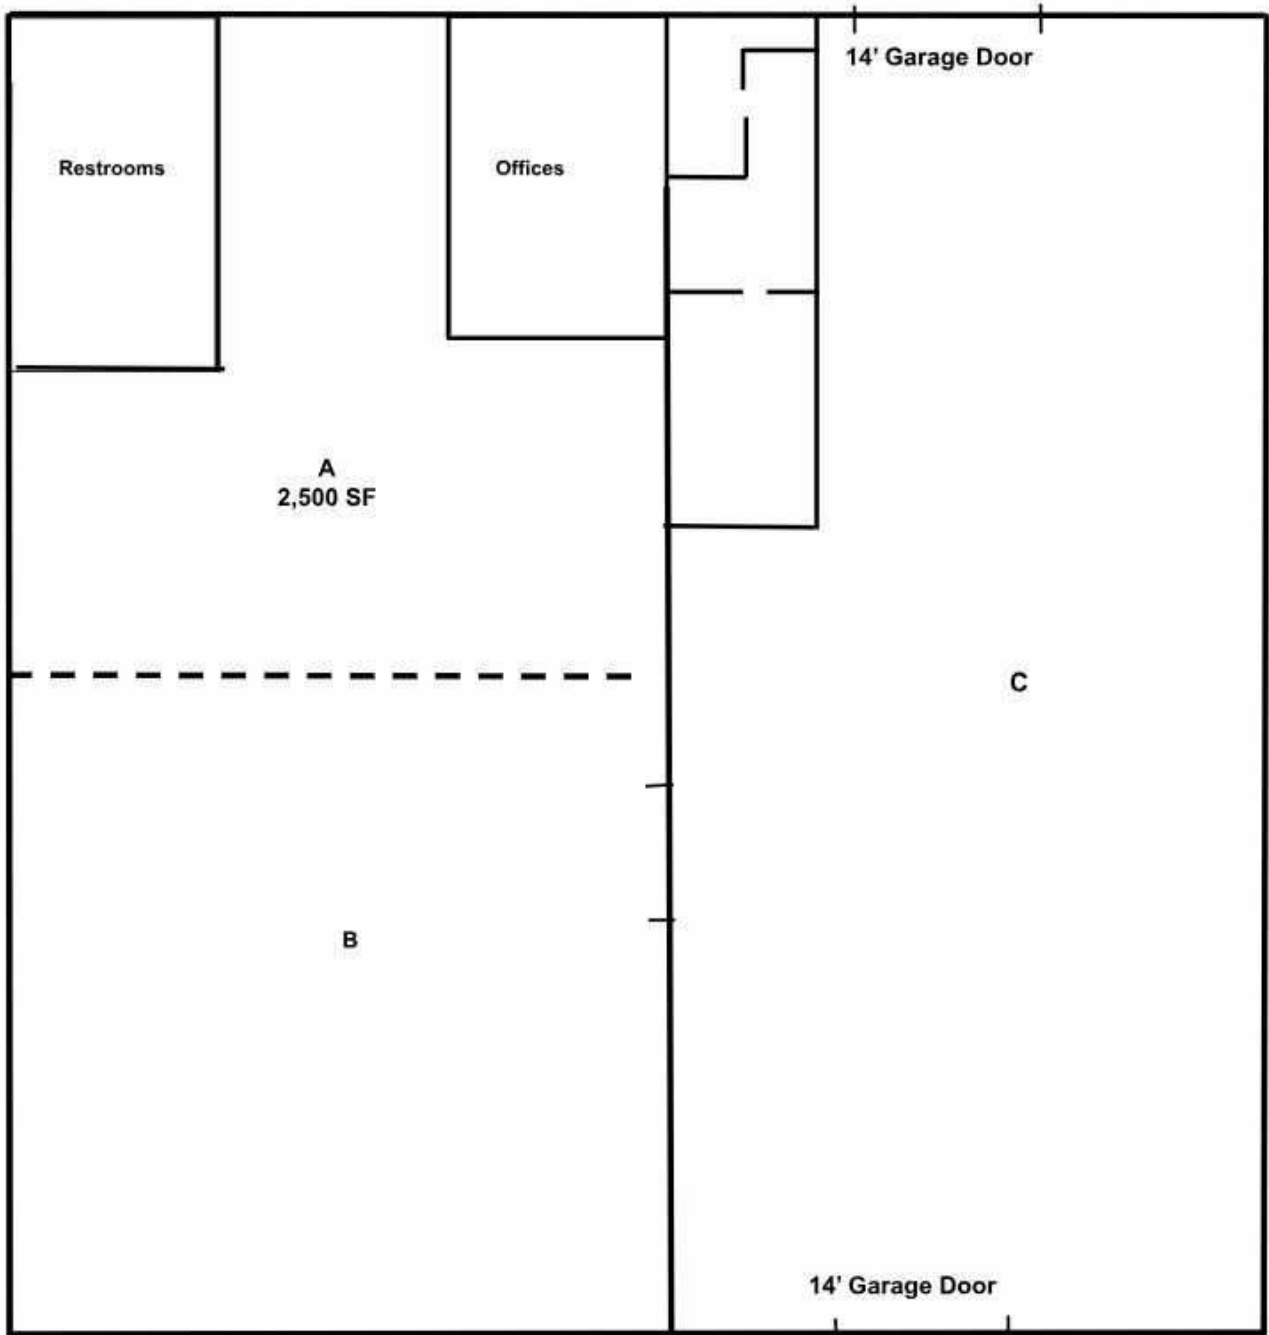 14’ Garage Door
Restrooms
Offices
A
2,500 SF
C
B
14’ Garage Door